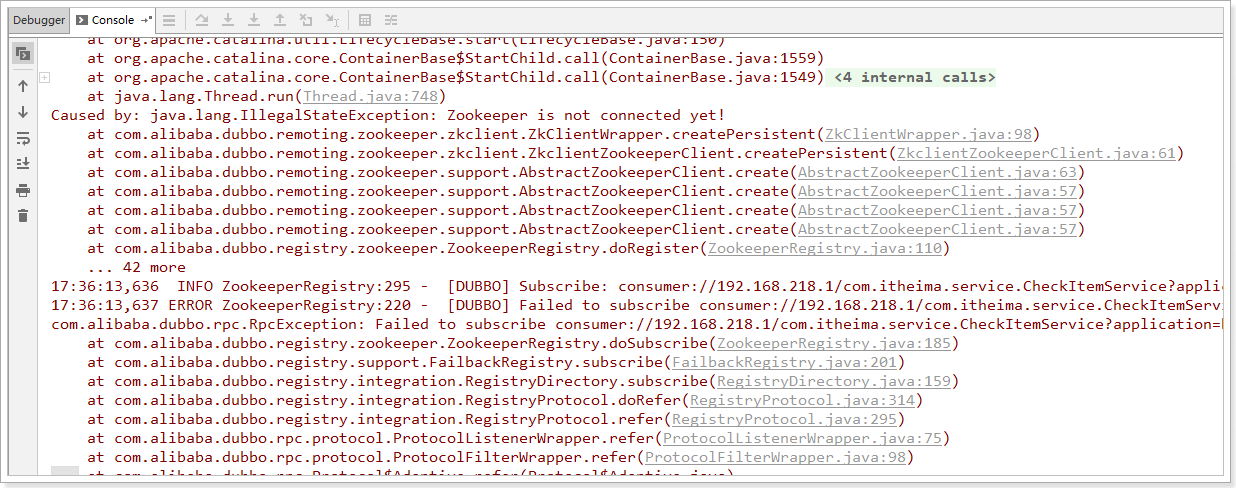 Debugger Console
at org.apache.catalina.util.LifecycleBase.start(LifecycleBase.java:150)
at org.apache.catalina.core.ContainerBase$StartChild.call(ContainerBase.java:1559)
at org.apache.catalina.core.ContainerBase$StartChild.call(ContainerBase.java:1549) <4 internal calls>
at java.lang.Thread.run(Thread.java:748)
Caused by: java.lang.IllegalStateException: Zookeeper is not connected yet!
at com.alibaba.dubbo.remoting.zookeeper.zkclient.ZkClientWrapper.createPersistent(ZkClientWrapper.java:98)
at com.alibaba.dubbo.remoting.zookeeper.zkclient.ZkclientZookeeperClient.createPersistent(ZkclientZookeeperClient.java:61)
at com.alibaba.dubbo.remoting.zookeeper.support.AbstractZookeeperClient.create(AbstractZookeeperClient.java:63)
at com.alibaba.dubbo.remoting.zookeeper.support.AbstractZookeeperClient.create(AbstractZookeeperClient.java:57)
at com.alibaba.dubbo.remoting.zookeeper.support.AbstractZookeeperClient.create(AbstractZookeeperClient.java:57)
at com.alibaba.dubbo.remoting.zookeeper.support.AbstractZookeeperClient.create(AbstractZookeeperClient.java:57)
at com.alibaba.dubbo.registry.zookeeper.ZookeeperRegistry.doRegister(ZookeeperRegistry.java:110)
... 42 more
17:36:13,636  INFO ZookeeperRegistry:295 -  [DUBBO] Subscribe: consumer://192.168.218.1/com.itheima.service.CheckItemService?appli
17:36:13,637 ERROR ZookeeperRegistry:220 -  [DUBBO] Failed to subscribe consumer://192.168.218.1/com.itheima.service.CheckItemServi
com.alibaba.dubbo.rpc.RpcException: Failed to subscribe consumer://192.168.218.1/com.itheima.service.CheckItemService?application=
at com.alibaba.dubbo.registry.zookeeper.ZookeeperRegistry.doSubscribe(ZookeeperRegistry.java:185)
at com.alibaba.dubbo.registry.support.FailbackRegistry.subscribe(FailbackRegistry.java:201)
at com.alibaba.dubbo.registry.integration.RegistryDirectory.subscribe(RegistryDirectory.java:159)
at com.alibaba.dubbo.registry.integration.RegistryProtocol.doRefer(RegistryProtocol.java:314)
at com.alibaba.dubbo.registry.integration.RegistryProtocol.refer(RegistryProtocol.java:295)
at com.alibaba.dubbo.rpc.protocol.ProtocolListenerWrapper.refer(ProtocolListenerWrapper.java:75)
at com.alibaba.dubbo.rpc.protocol.ProtocolFilterWrapper.refer(ProtocolFilterWrapper.java:98)
at com.alibaba.dubbo.rpc.Protocol$Adaptive.refer(Protocol$Adaptive.java)